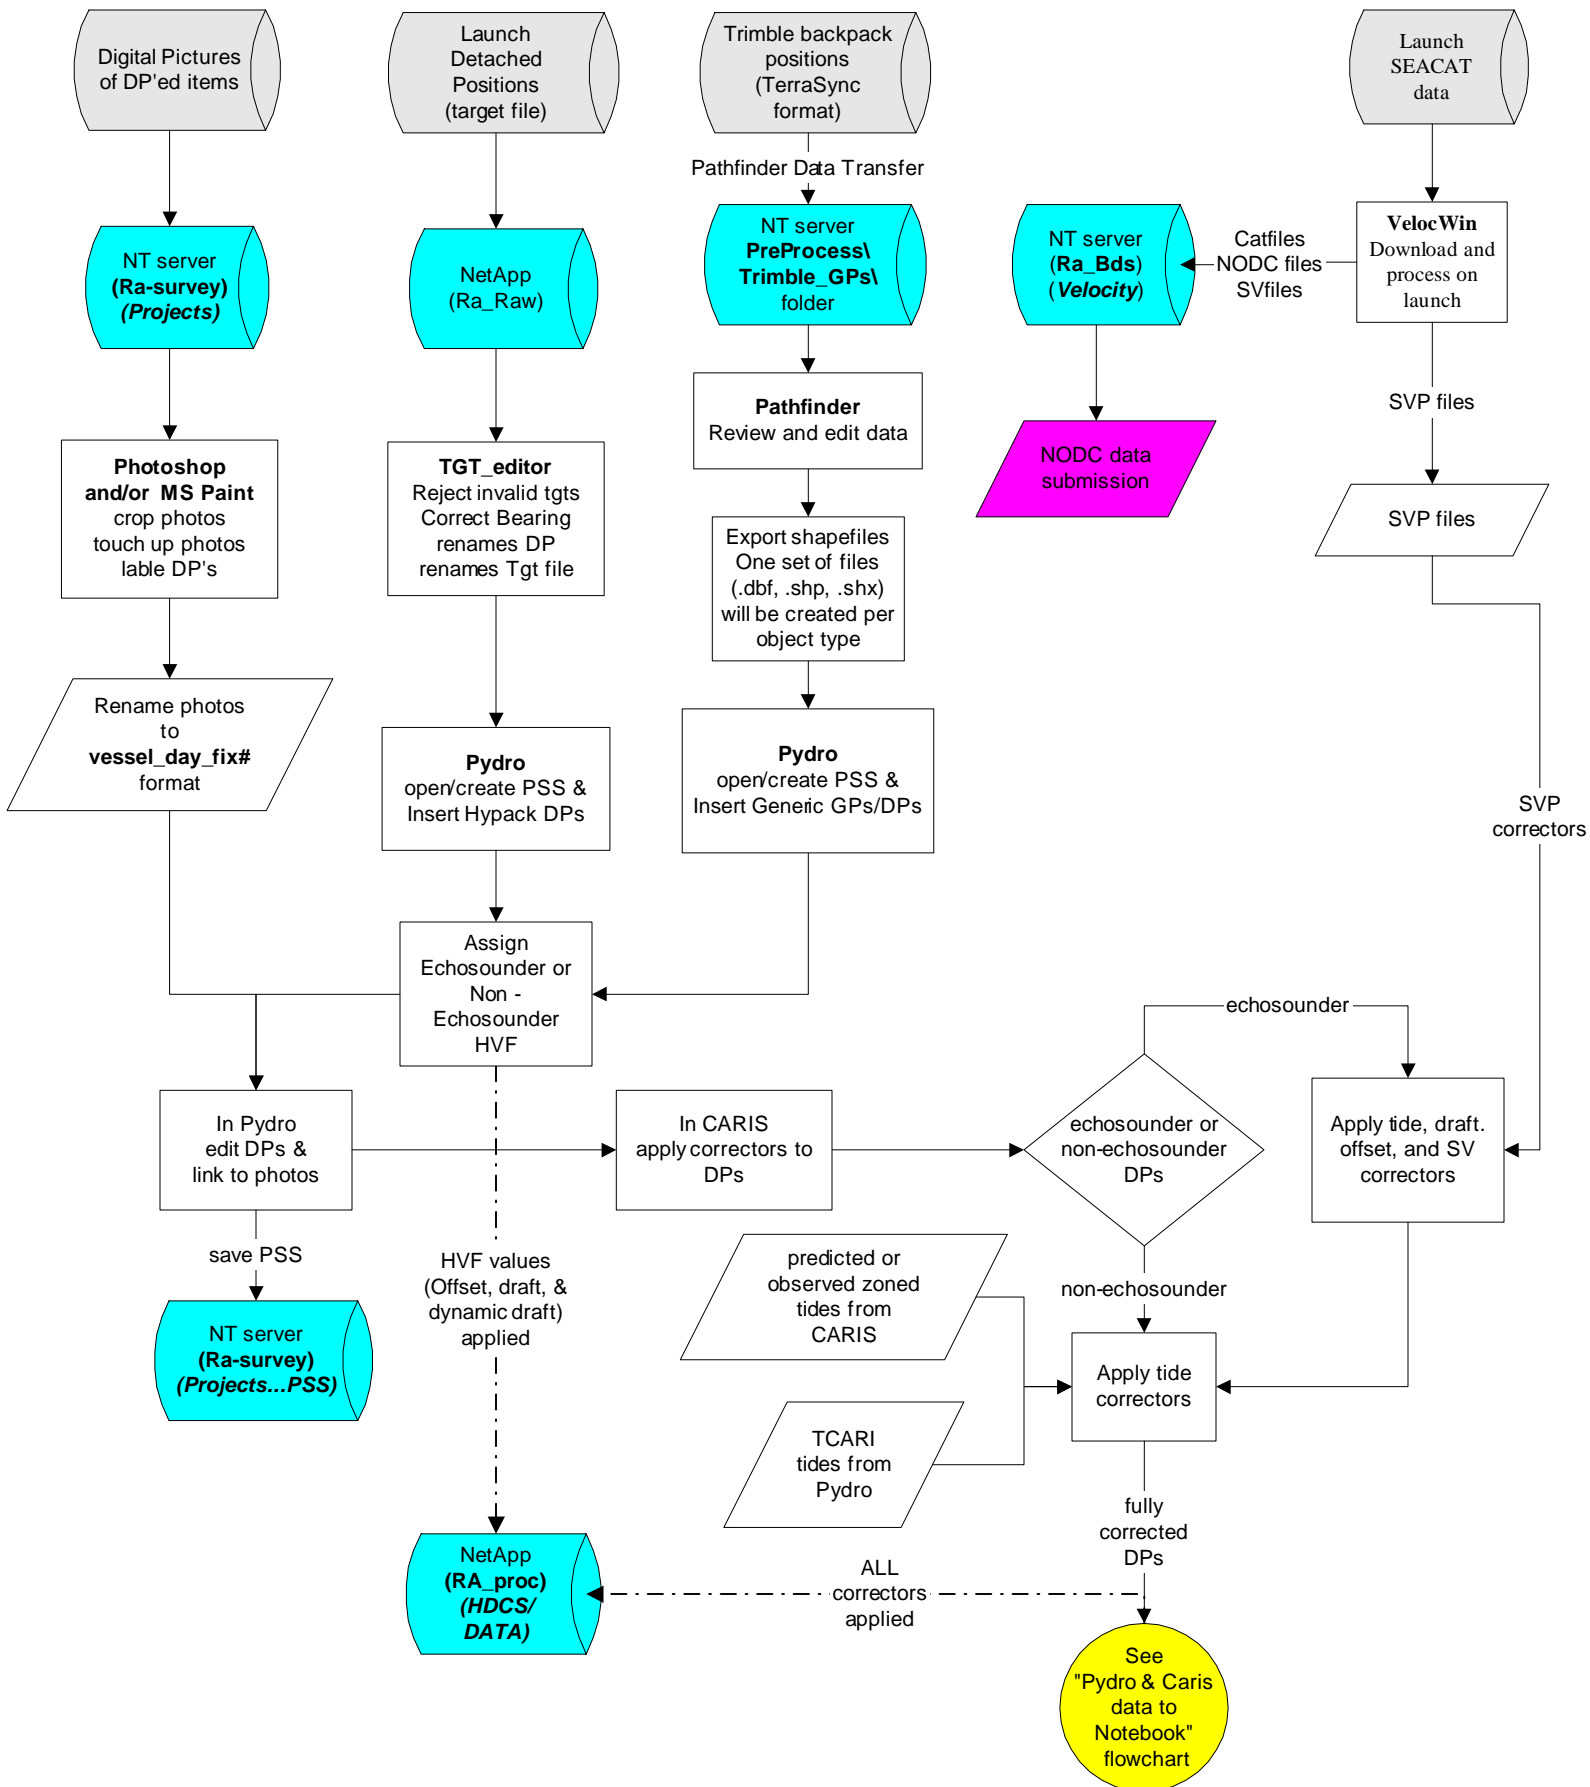 Digital Pictures
of DP'ed items
Launch
Detached
Positions
(target file)
Trimble backpack
positions
(TerraSync
format)
Launch
SEACAT
data
Pathfinder Data Transfer
NT server
(Ra-survey)
(Projects)
NetApp
(Ra_Raw)
NT server
PreProcess\
Trimble_GPs\
folder
NT server
(Ra_Bds)
(Velocity)
Catfiles
NODC files
SVfiles
VelocWin
Download and
process on
launch
Photoshop
and/or MS Paint
crop photos
touch up photos
lable DP's
TGT_editor
Reject invalid tgts
Correct Bearing
renames DP
renames Tgt file
Pathfinder
Review and edit data
NODC data
submission
SVP files
SVP files
Export shapefiles
One set of files
(.dbf, .shp, .shx)
will be created per
object type
Rename photos
to
vessel_day_fix#
format
Pydro
open/create PSS &
Insert Hypack DPs
Pydro
open/create PSS &
Insert Generic GPs/DPs
SVP
correctors
Assign
Echosounder or
Non -
Echosounder
HVF
echosounder
In Pydro
edit DPs &
link to photos
In CARIS
apply correctors to
DPs
echosounder or
non-echosounder
DPs
Apply tide, draft.
offset, and SV
correctors
save PSS
HVF values
(Offset, draft, &
dynamic draft)
applied
predicted or
observed zoned
tides from
CARIS
non-echosounder
NT server
(Ra-survey)
(Projects...PSS)
Apply tide
correctors
TCARI
tides from
Pydro
fully
corrected
DPs
NetApp
(RA_proc)
(HDCS/
DATA)
ALL
correctors
applied
See
"Pydro & Caris
data to
Notebook"
flowchart